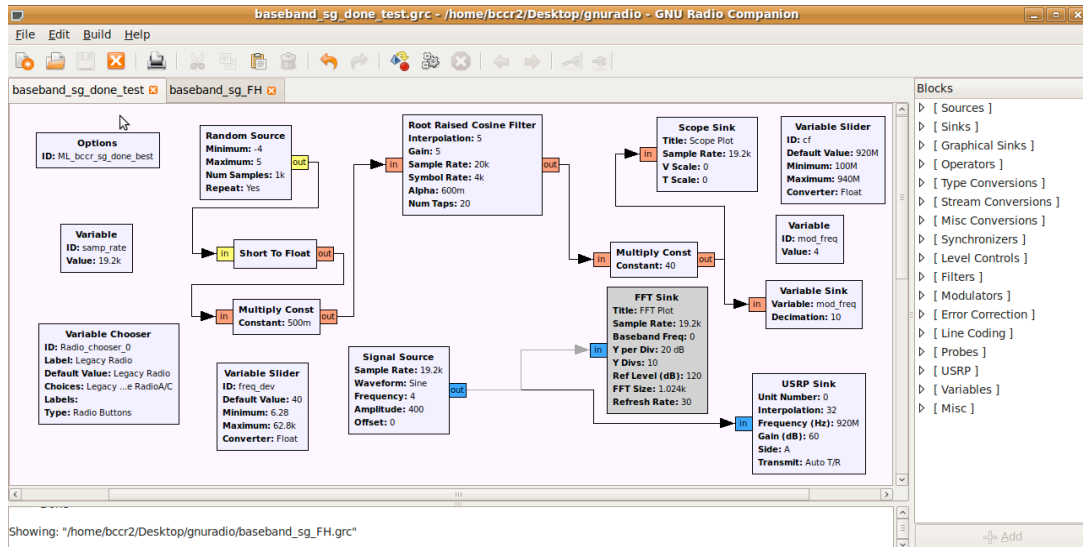 baseband_sg_done_test.grc - /home/bccr2/Desktop/gnuradio - GNU Radio Companion
File Edit Build Help
baseband_sg_done_test
baseband_sg_FH
Options
ID: ML_bccr_sg_done_best
Random Source
Minimum: -4
Maximum: 5
Num Samples: 1k
Repeat: Yes
out
Root Raised Cosine Filter
Interpolation: 5
Gain: 5
Sample Rate: 20k
Symbol Rate: 4k
Alpha: 600m
Num Taps: 20
in
out
Scope Sink
Title: Scope Plot
Sample Rate: 19.2k
V Scale: 0
T Scale: 0
in
Variable Slider
ID: cf
Default Value: 920M
Minimum: 100M
Maximum: 940M
Converter: Float
Variable
ID: samp_rate
Value: 19.2k
in
Short To Float
out
Multiply Const
Constant: 40
in
out
Variable
ID: mod_freq
Value: 4
in
Multiply Const
Constant: 500m
out
in
Variable Sink
Variable: mod_freq
Decimation: 10
Variable Chooser
ID: Radio_chooser_0
Label: Legacy Radio
Default Value: Legacy Radio
Choices: Legacy ...e RadioA/C
Labels:
Type: Radio Buttons
Variable Slider
ID: freq_dev
Default Value: 40
Minimum: 6.28
Maximum: 62.8k
Converter: Float
Signal Source
Sample Rate: 19.2k
Waveform: Sine
Frequency: 4
Amplitude: 400
Offset: 0
out
FFT Sink
Title: FFT Plot
Sample Rate: 19.2k
Baseband Freq: 0
Y per Div: 20 dB
Y Divs: 10
Ref Level (dB): 120
FFT Size: 1.024k
Refresh Rate: 30
in
USRP Sink
Unit Number: 0
Interpolation: 32
Frequency (Hz): 920M
Gain (dB): 60
Side: A
Transmit: Auto T/R
in
Blocks
[ Sources ]
[ Sinks ]
[ Graphical Sinks ]
[ Operators ]
[ Type Conversions ]
[ Stream Conversions ]
[ Misc Conversions ]
[ Synchronizers ]
[ Level Controls ]
[ Filters ]
[ Modulators ]
[ Error Correction ]
[ Line Coding ]
[ Probes ]
[ USRP ]
[ Variables ]
[ Misc ]
Showing: "/home/bccr2/Desktop/gnuradio/baseband_sg_FH.grc"
Add